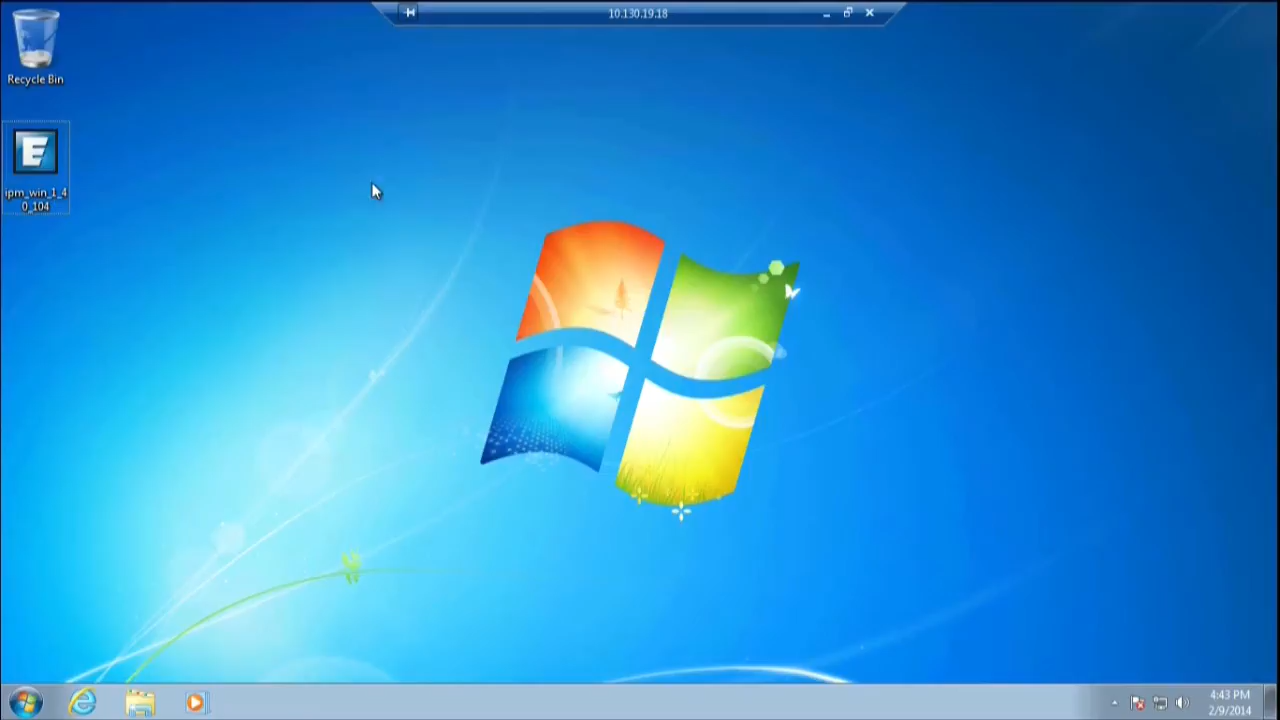 10.130.19.18
Recycle Bin
E
ipm_win_1_4
0_104
4:43 PM
2/9/2014